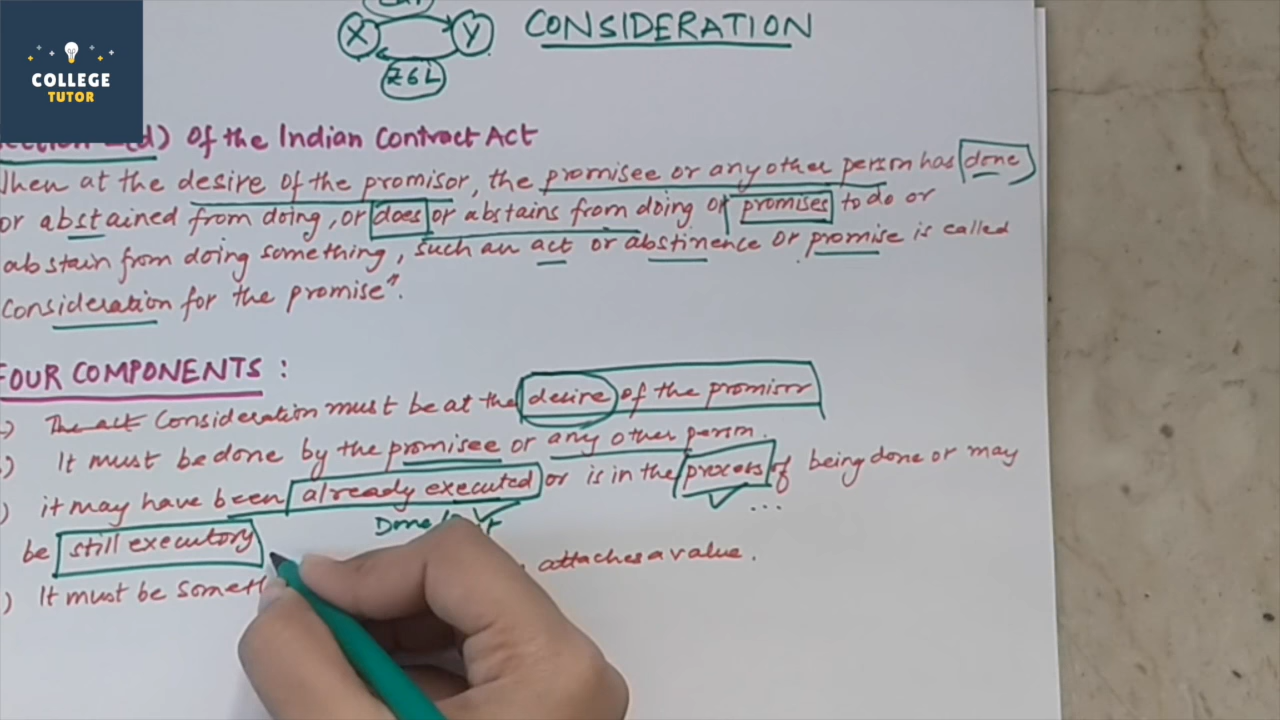 COLLEGE
TUTOR
X Y CONSIDERATION
₹6L
(d) Of the Indian Contract Act
When at the desire of the promisor, the promisee or any other person has done
or abstained from doing, or does or abstains from doing or promises to do or
abstain from doing something, such an act or abstinence or promise is called
Consideration for the promise".
FOUR COMPONENTS :
) The act Consideration must be at the desire of the promisor
) It must be done by the promisee or any other person.
) it may have been already executed or is in the process of being done or may
...
be still executory
) It must be attaches a value.